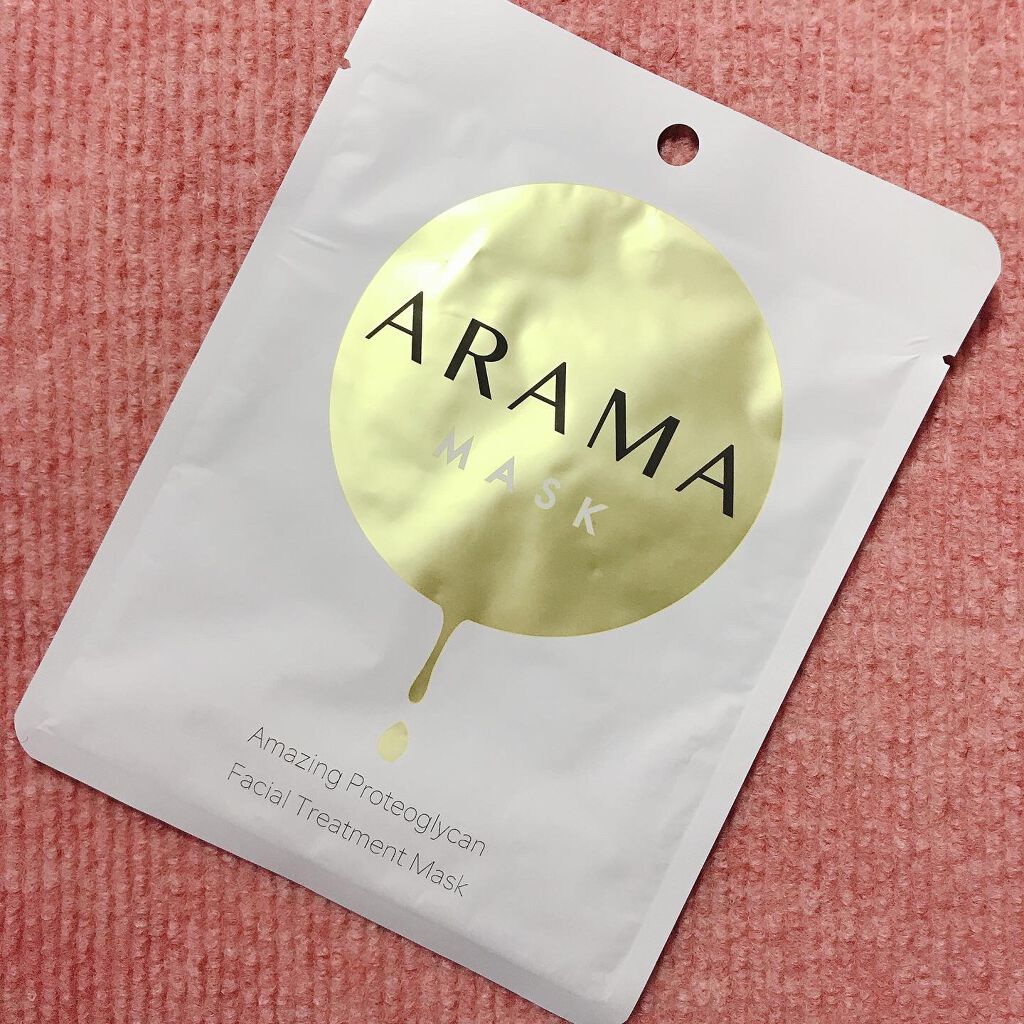 ARAMA
MASK
Amazing Proteoglycan
Facial Treatment Mask